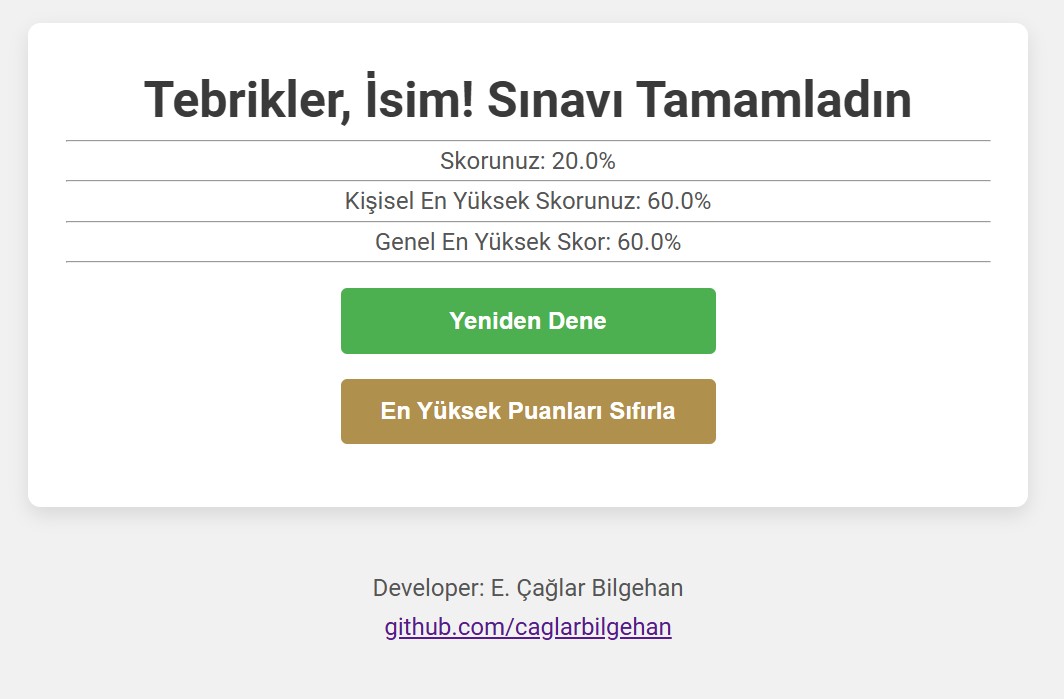 Tebrikler, İsim! Sınavı Tamamladın
Skorunuz: 20.0%
Kişisel En Yüksek Skorunuz: 60.0%
Genel En Yüksek Skor: 60.0%
Yeniden Dene
En Yüksek Puanları Sıfırla
Developer: E. Çağlar Bilgehan
github.com/caglarbilgehan